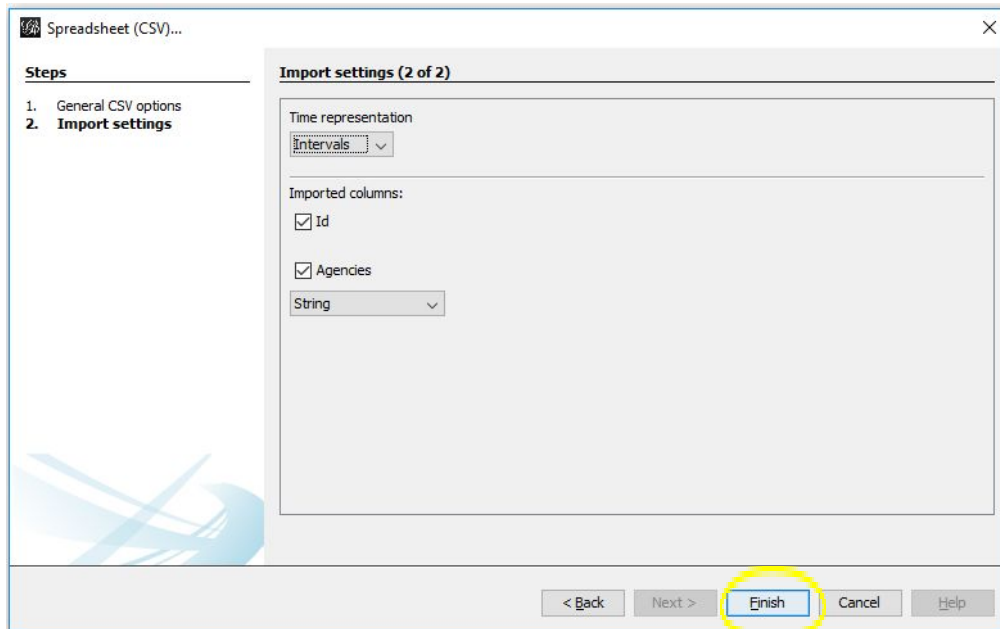 Spreadsheet (CSV)...
Steps
1. General CSV options
2. Import settings
Import settings (2 of 2)
Time representation
Intervals
Imported columns:
Id
Agencies
String
< Back
Next >
Finish
Cancel
Help